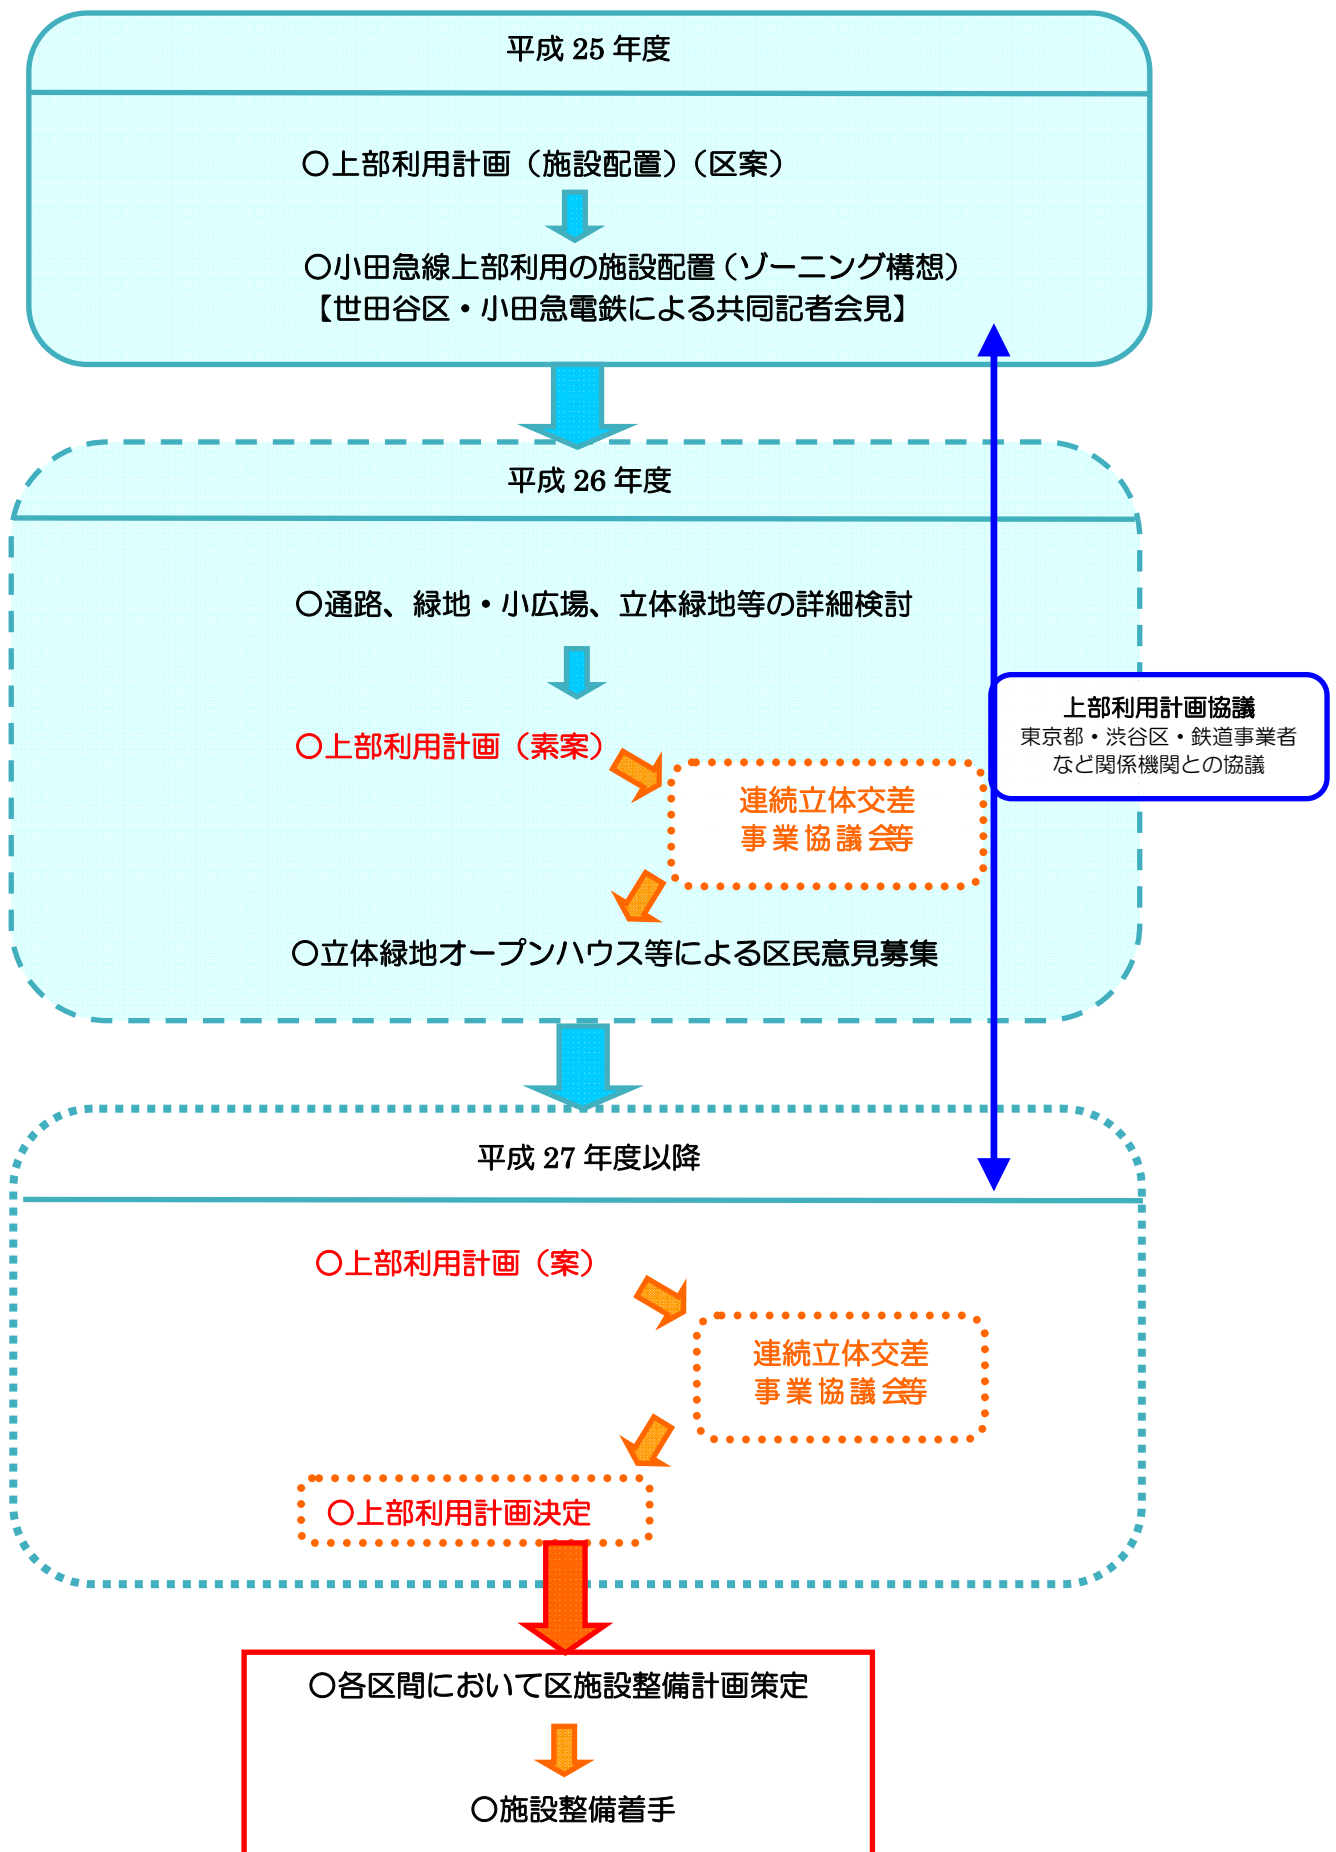 平成 25 年度
〇上部利用計画（施設配置）（区案）
〇小田急線上部利用の施設配置（ゾーニング構想）
【世田谷区・小田急電鉄による共同記者会見】
平成 26 年度
〇通路、緑地・小広場、立体緑地等の詳細検討
〇上部利用計画（素案）
連続立体交差
事業協議会等
上部利用計画協議
東京都・渋谷区・鉄道事業者
など関係機関との協議
〇立体緑地オープンハウス等による区民意見募集
平成 27 年度以降
〇上部利用計画（案）
連続立体交差
事業協議会等
〇上部利用計画決定
〇各区間において区施設整備計画策定
〇施設整備着手